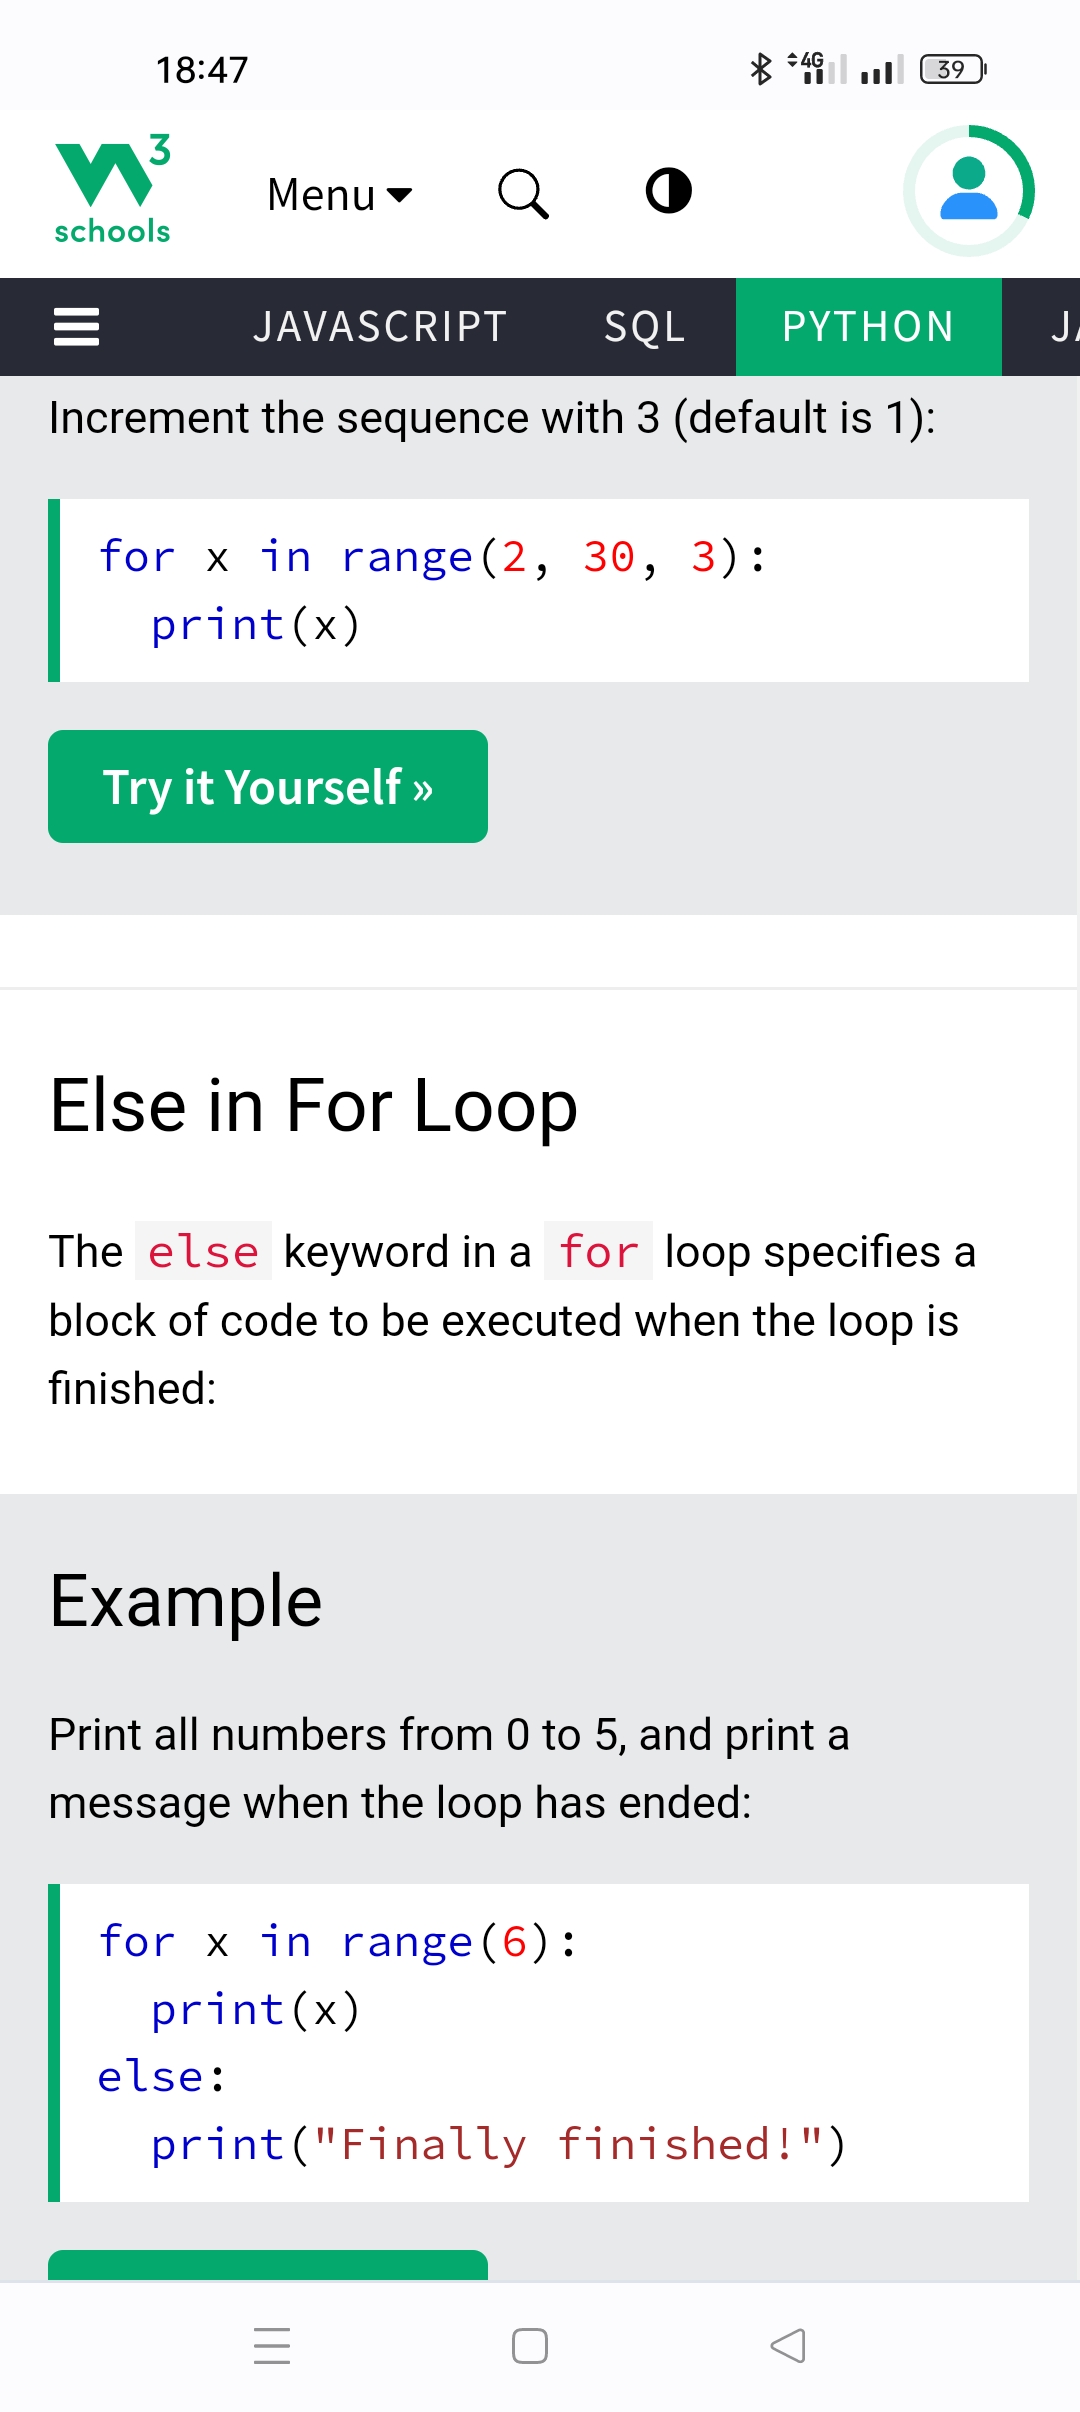 18:47
4G
39
W3
schools
Menu
JAVASCRIPT SQL PYTHON
Increment the sequence with 3 (default is 1):
for x in range(2, 30, 3):
  print(x)
Try it Yourself »
Else in For Loop
The else keyword in a for loop specifies a
block of code to be executed when the loop is
finished:
Example
Print all numbers from 0 to 5, and print a
message when the loop has ended:
for x in range(6):
  print(x)
else:
  print("Finally finished!")